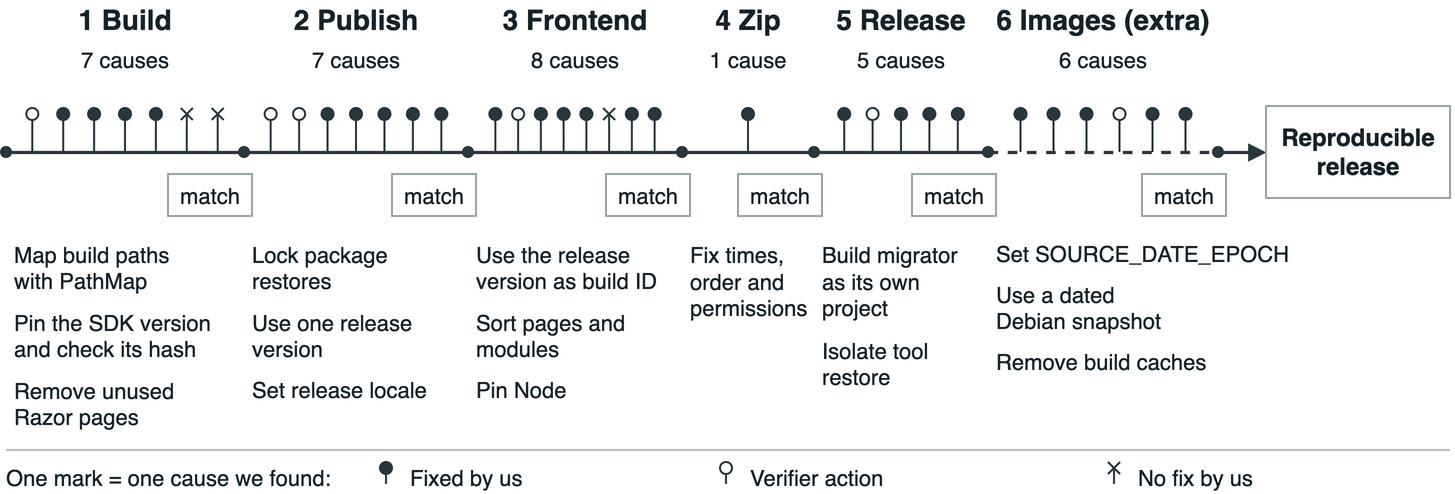 1 Build
7 causes
2 Publish
7 causes
3 Frontend
8 causes
4 Zip
1 cause
5 Release
5 causes
6 Images (extra)
6 causes
Reproducible
release
match
match
match
match
match
match
Map build paths
with PathMap
Pin the SDK version
and check its hash
Remove unused
Razor pages
Lock package
restores
Use one release
version
Set release locale
Use the release
version as build ID
Sort pages and
modules
Pin Node
Fix times,
order and
permissions
Build migrator
as its own
project
Isolate tool
restore
Set SOURCE_DATE_EPOCH
Use a dated
Debian snapshot
Remove build caches
One mark = one cause we found:
Fixed by us
Verifier action
No fix by us